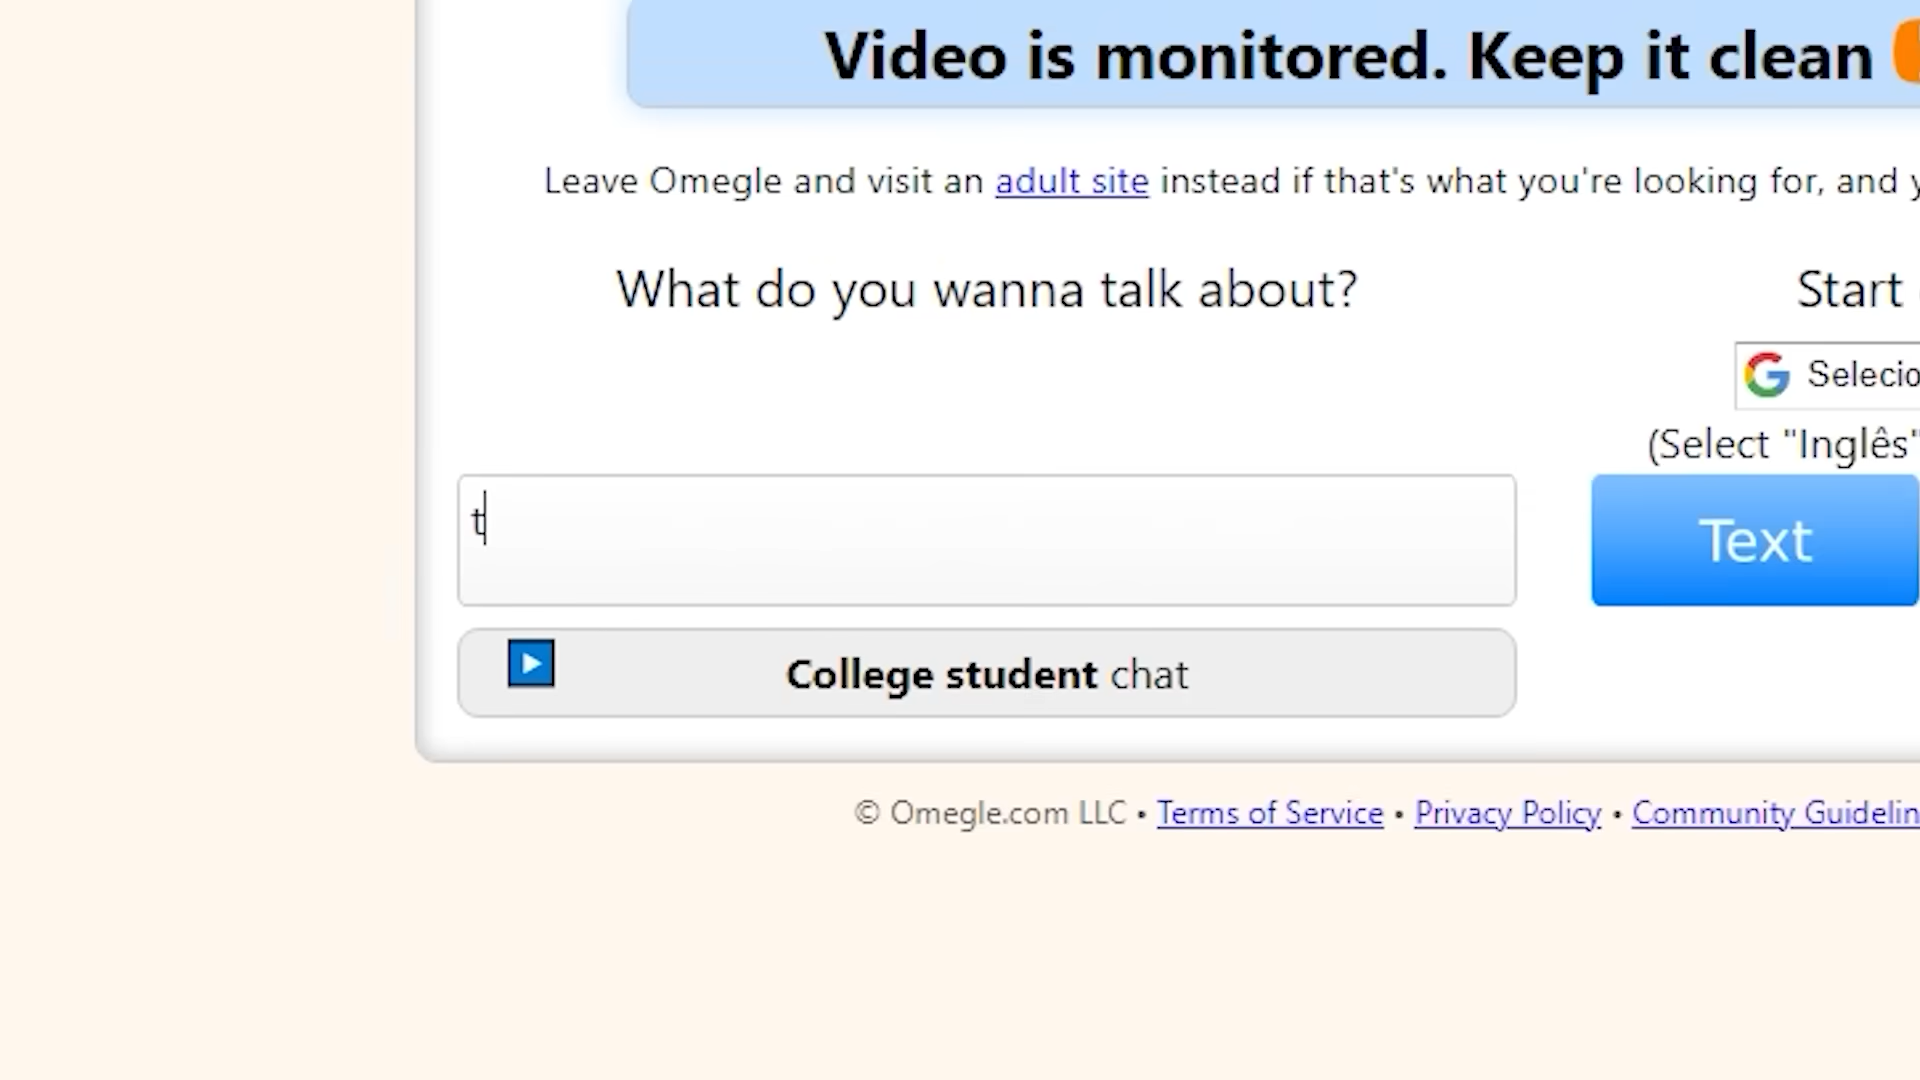 Video is monitored. Keep it clean
Leave Omegle and visit an adult site instead if that's what you're looking for, and y
What do you wanna talk about?
Start
Selecio
(Select "Inglês"
t
Text
College student chat
© Omegle.com LLC • Terms of Service • Privacy Policy • Community Guidelin